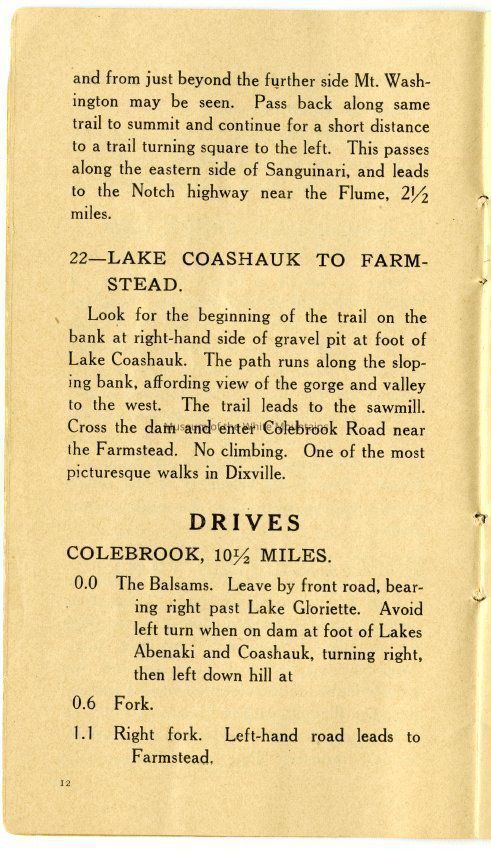 and from just beyond the further side Mt. Wash-
ington may be seen. Pass back along same
trail to summit and continue for a short distance
to a trail turning square to the left. This passes
along the eastern side of Sanguinari, and leads
to the Notch highway near the Flume, 2½
miles.
22—LAKE COASHAUK TO FARM-
STEAD.
Look for the beginning of the trail on the
bank at right-hand side of gravel pit at foot of
Lake Coashauk. The path runs along the slop-
ing bank, affording view of the gorge and valley
to the west. The trail leads to the sawmill.
Cross the dam and enter Colebrook Road near
Museum of the White Mountains
the Farmstead. No climbing. One of the most
picturesque walks in Dixville.
DRIVES
COLEBROOK, 10½ MILES.
0.0 The Balsams. Leave by front road, bear-
ing right past Lake Gloriette. Avoid
left turn when on dam at foot of Lakes
Abenaki and Coashauk, turning right,
then left down hill at
0.6 Fork.
1.1 Right fork. Left-hand road leads to
Farmstead.
12